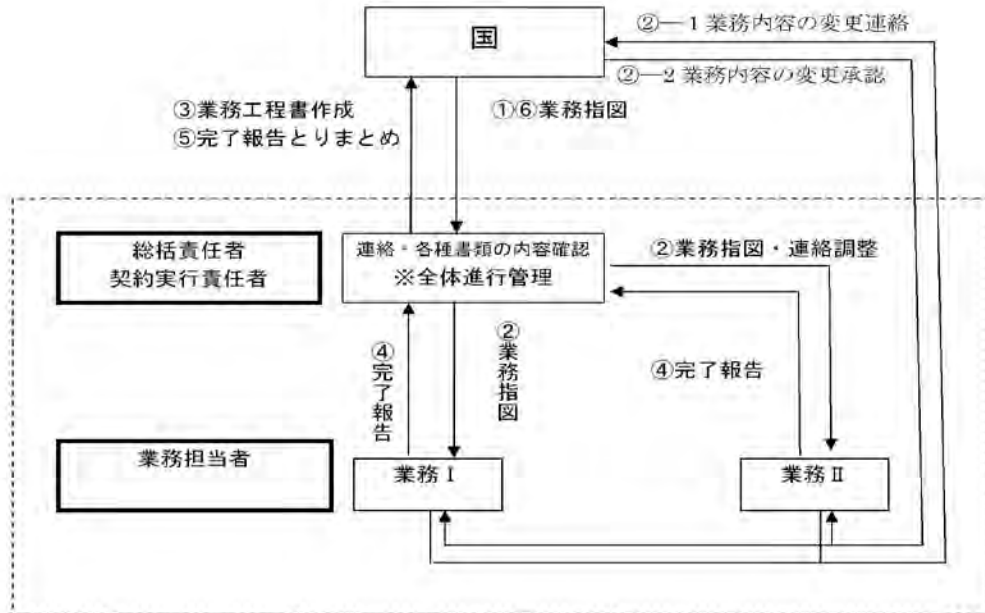 国
②―1業務内容の変更連絡
②―2業務内容の変更承認
③業務工程書作成
⑤完了報告とりまとめ
①⑥業務指図
総括責任者
契約実行責任者
連絡・各種書類の内容確認
※全体進行管理
②業務指図・連絡調整
④完了報告
②業務指図
④完了報告
業務担当者
業務Ⅰ
業務Ⅱ